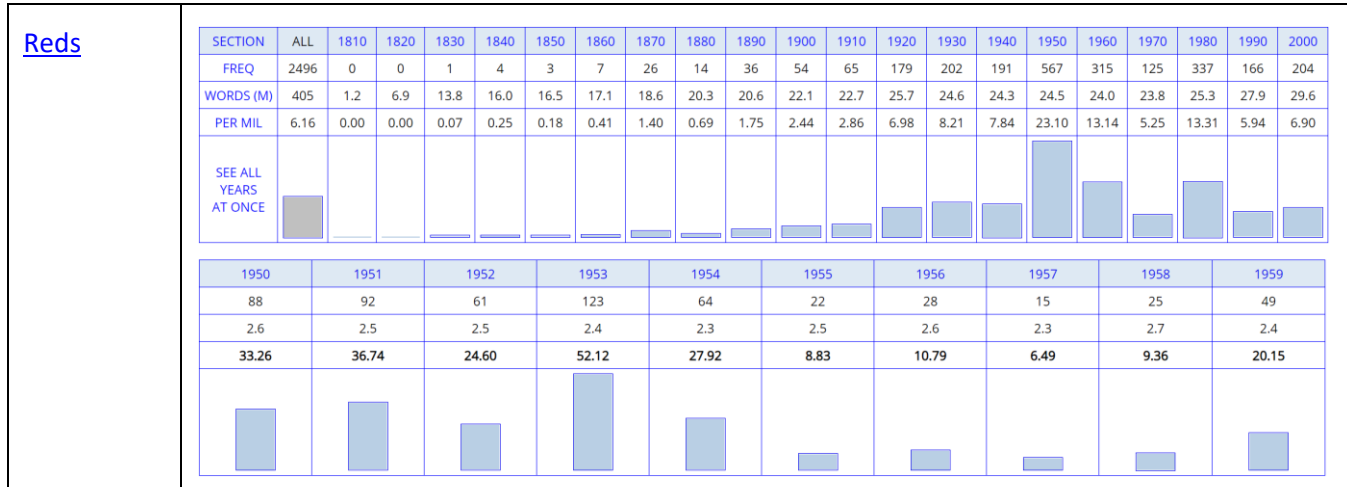 Reds
SECTION ALL 1810 1820 1830 1840 1850 1860 1870 1880 1890 1900 1910 1920 1930 1940 1950 1960 1970 1980 1990 2000
FREQ 2496 0 0 1 4 3 7 26 14 36 54 65 179 202 191 567 315 125 337 166 204
WORDS (M) 405 1.2 6.9 13.8 16.0 16.5 17.1 18.6 20.3 20.6 22.1 22.7 25.7 24.6 24.3 24.5 24.0 23.8 25.3 27.9 29.6
PER MIL 6.16 0.00 0.00 0.07 0.25 0.18 0.41 1.40 0.69 1.75 2.44 2.86 6.98 8.21 7.84 23.10 13.14 5.25 13.31 5.94 6.90
SEE ALL
YEARS
AT ONCE
1950 1951 1952 1953 1954 1955 1956 1957 1958 1959
88 92 61 123 64 22 28 15 25 49
2.6 2.5 2.5 2.4 2.3 2.5 2.6 2.3 2.7 2.4
33.26 36.74 24.60 52.12 27.92 8.83 10.79 6.49 9.36 20.15